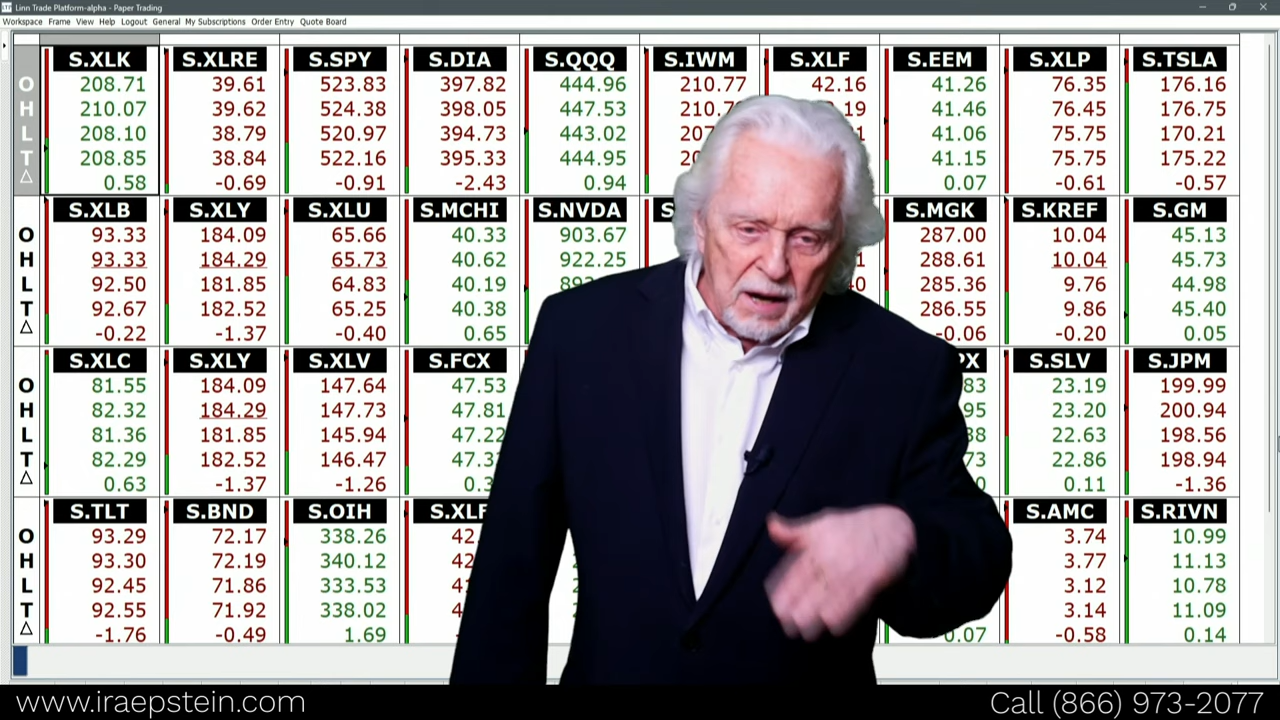 Linn Trade Platform-alpha - Paper Trading
Workspace Frame View Help Logout General My Subscriptions Order Entry Quote Board
S.XLK S.XLRE S.SPY S.DIA S.QQQ S.IWM S.XLF S.EEM S.XLP S.TSLA
O 208.71 39.61 523.83 397.82 444.96 210.77 42.16 41.26 76.35 176.16
H 210.07 39.62 524.38 398.05 447.53 41.46 76.45 176.75
L 208.10 38.79 520.97 394.73 443.02 41.06 75.75 170.21
T 208.85 38.84 522.16 395.33 444.95 41.15 75.75 175.22
Δ 0.58 -0.69 -0.91 -2.43 0.94 0.07 -0.61 -0.57
S.XLB S.XLY S.XLU S.MCHI S.NVDA S.MGK S.KREF S.GM
O 93.33 184.09 65.66 40.33 903.67 287.00 10.04 45.13
H 93.33 184.29 65.73 40.62 922.25 288.61 10.04 45.73
L 92.50 181.85 64.83 40.19 285.36 9.76 44.98
T 92.67 182.52 65.25 40.38 286.55 9.86 45.40
Δ -0.22 -1.37 -0.40 0.65 -0.06 -0.20 0.05
S.XLC S.XLY S.XLV S.FCX S.SLV S.JPM
O 81.55 184.09 147.64 47.53 23.19 199.99
H 82.32 184.29 147.73 47.81 23.20 200.94
L 81.36 181.85 145.94 47.22 22.63 198.56
T 82.29 182.52 146.47 22.86 198.94
Δ 0.63 -1.37 -1.26 0.11 -1.36
S.TLT S.BND S.OIH S.AMC S.RIVN
O 93.29 72.17 338.26 3.74 10.99
H 93.30 72.19 340.12 3.77 11.13
L 92.45 71.86 333.53 3.12 10.78
T 92.55 71.92 338.02 3.14 11.09
Δ -1.76 -0.49 1.69 -0.58 0.14
www.iraepstein.com Call (866) 973-2077